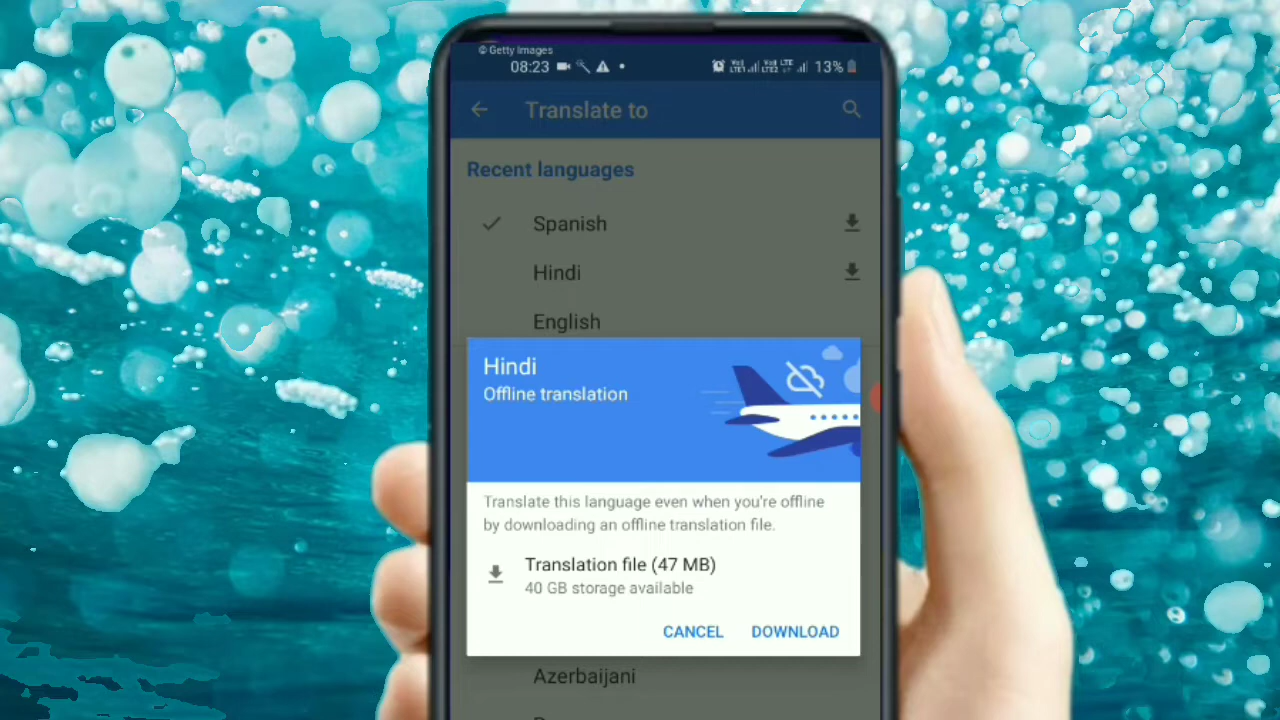 © Getty Images
08:23
13%
Translate to
Recent languages
Spanish
Hindi
English
Hindi
Offline translation
Translate this language even when you're offline
by downloading an offline translation file.
Translation file (47 MB)
40 GB storage available
CANCEL DOWNLOAD
Azerbaijani